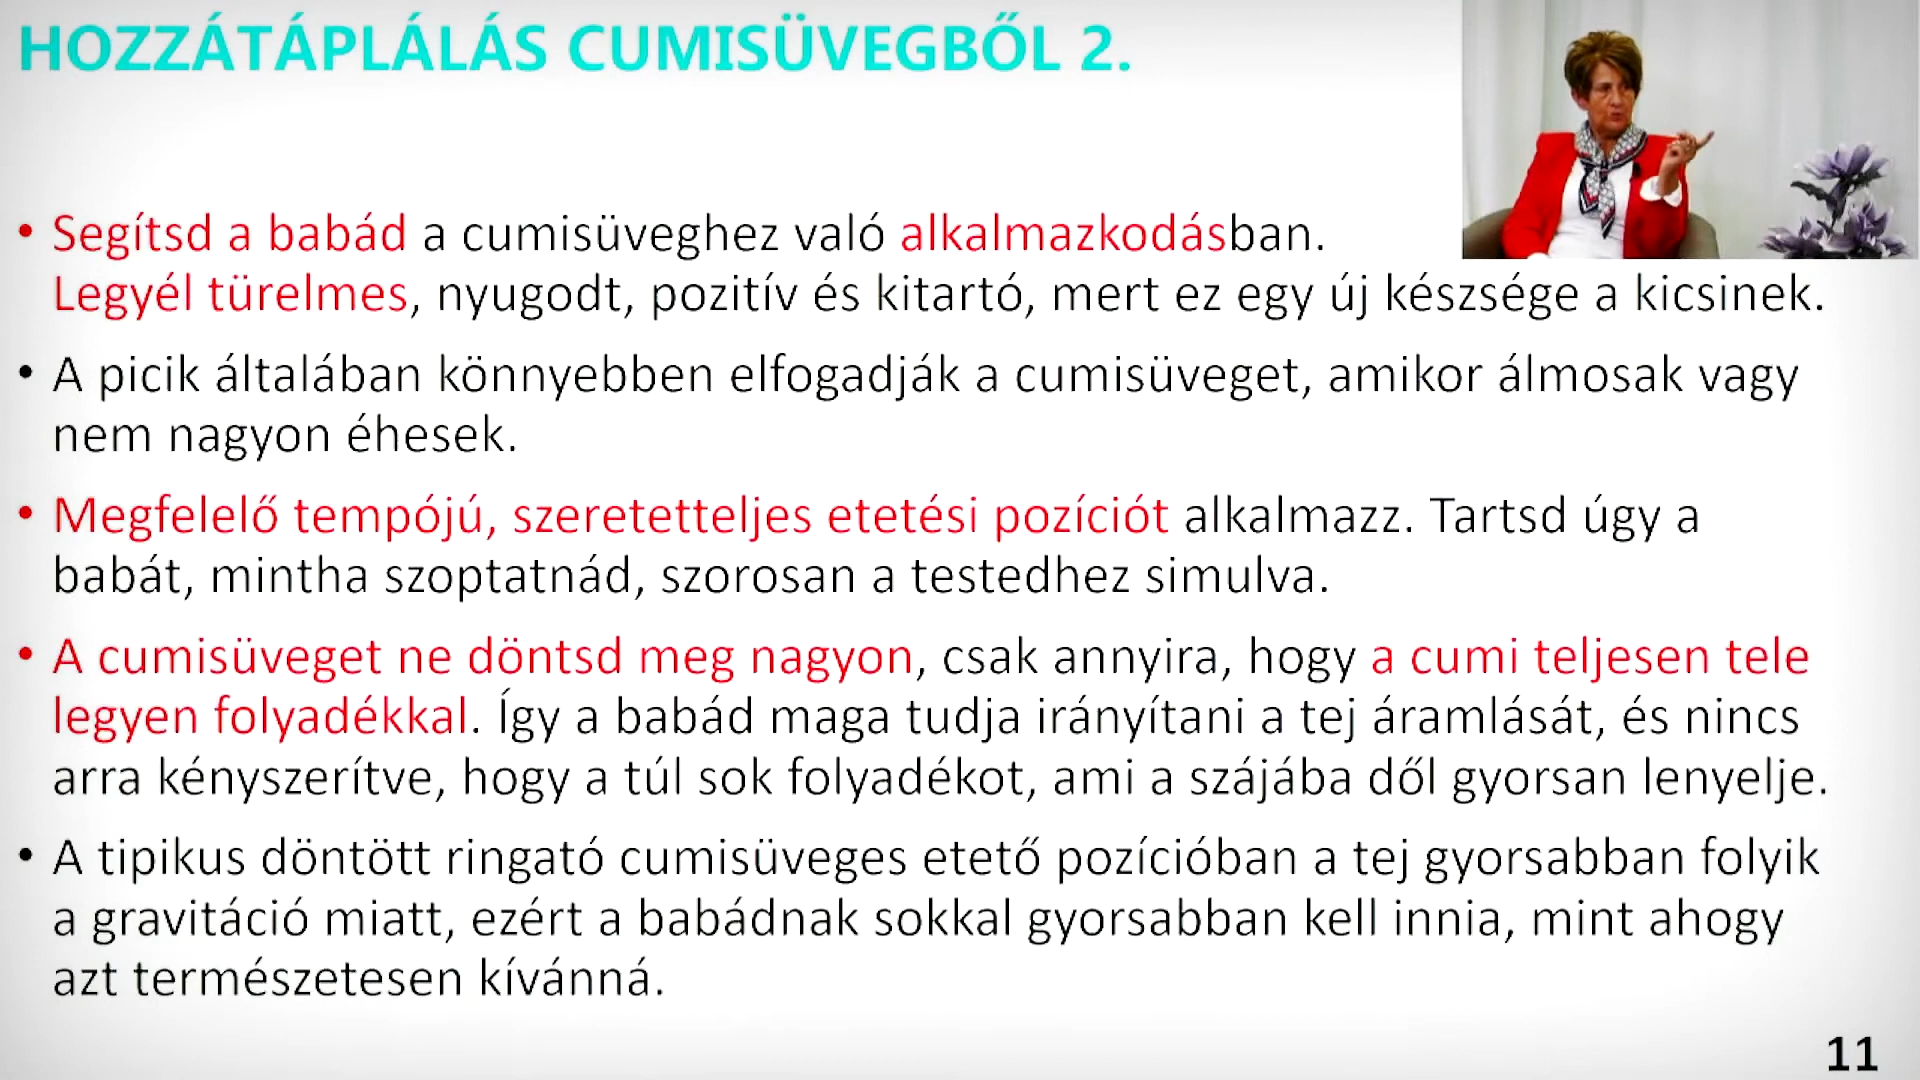 HOZZÁTÁPLÁLÁS CUMISÜVEGBŐL 2.
• Segítsd a babád a cumisüveghez való alkalmazkodásban.
Legyél türelmes, nyugodt, pozitív és kitartó, mert ez egy új készsége a kicsinek.
• A picik általában könnyebben elfogadják a cumisüveget, amikor álmosak vagy
nem nagyon éhesek.
• Megfelelő tempójú, szeretetteljes etetési pozíciót alkalmazz. Tartsd úgy a
babát, mintha szoptatnád, szorosan a testedhez simulva.
• A cumisüveget ne döntsd meg nagyon, csak annyira, hogy a cumi teljesen tele
legyen folyadékkal. Így a babád maga tudja irányítani a tej áramlását, és nincs
arra kényszerítve, hogy a túl sok folyadékot, ami a szájába dől gyorsan lenyelje.
• A tipikus döntött ringató cumisüveges etető pozícióban a tej gyorsabban folyik
a gravitáció miatt, ezért a babádnak sokkal gyorsabban kell innia, mint ahogy
azt természetesen kívánná.
11